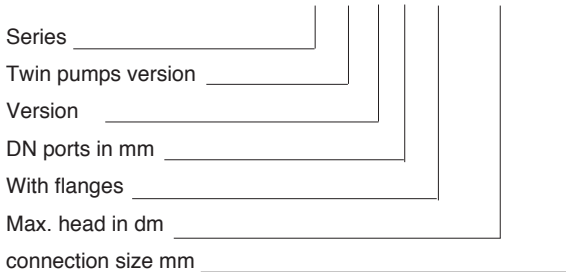 Series
Twin pumps version
Version
DN ports in mm
With flanges
Max. head in dm
connection size mm